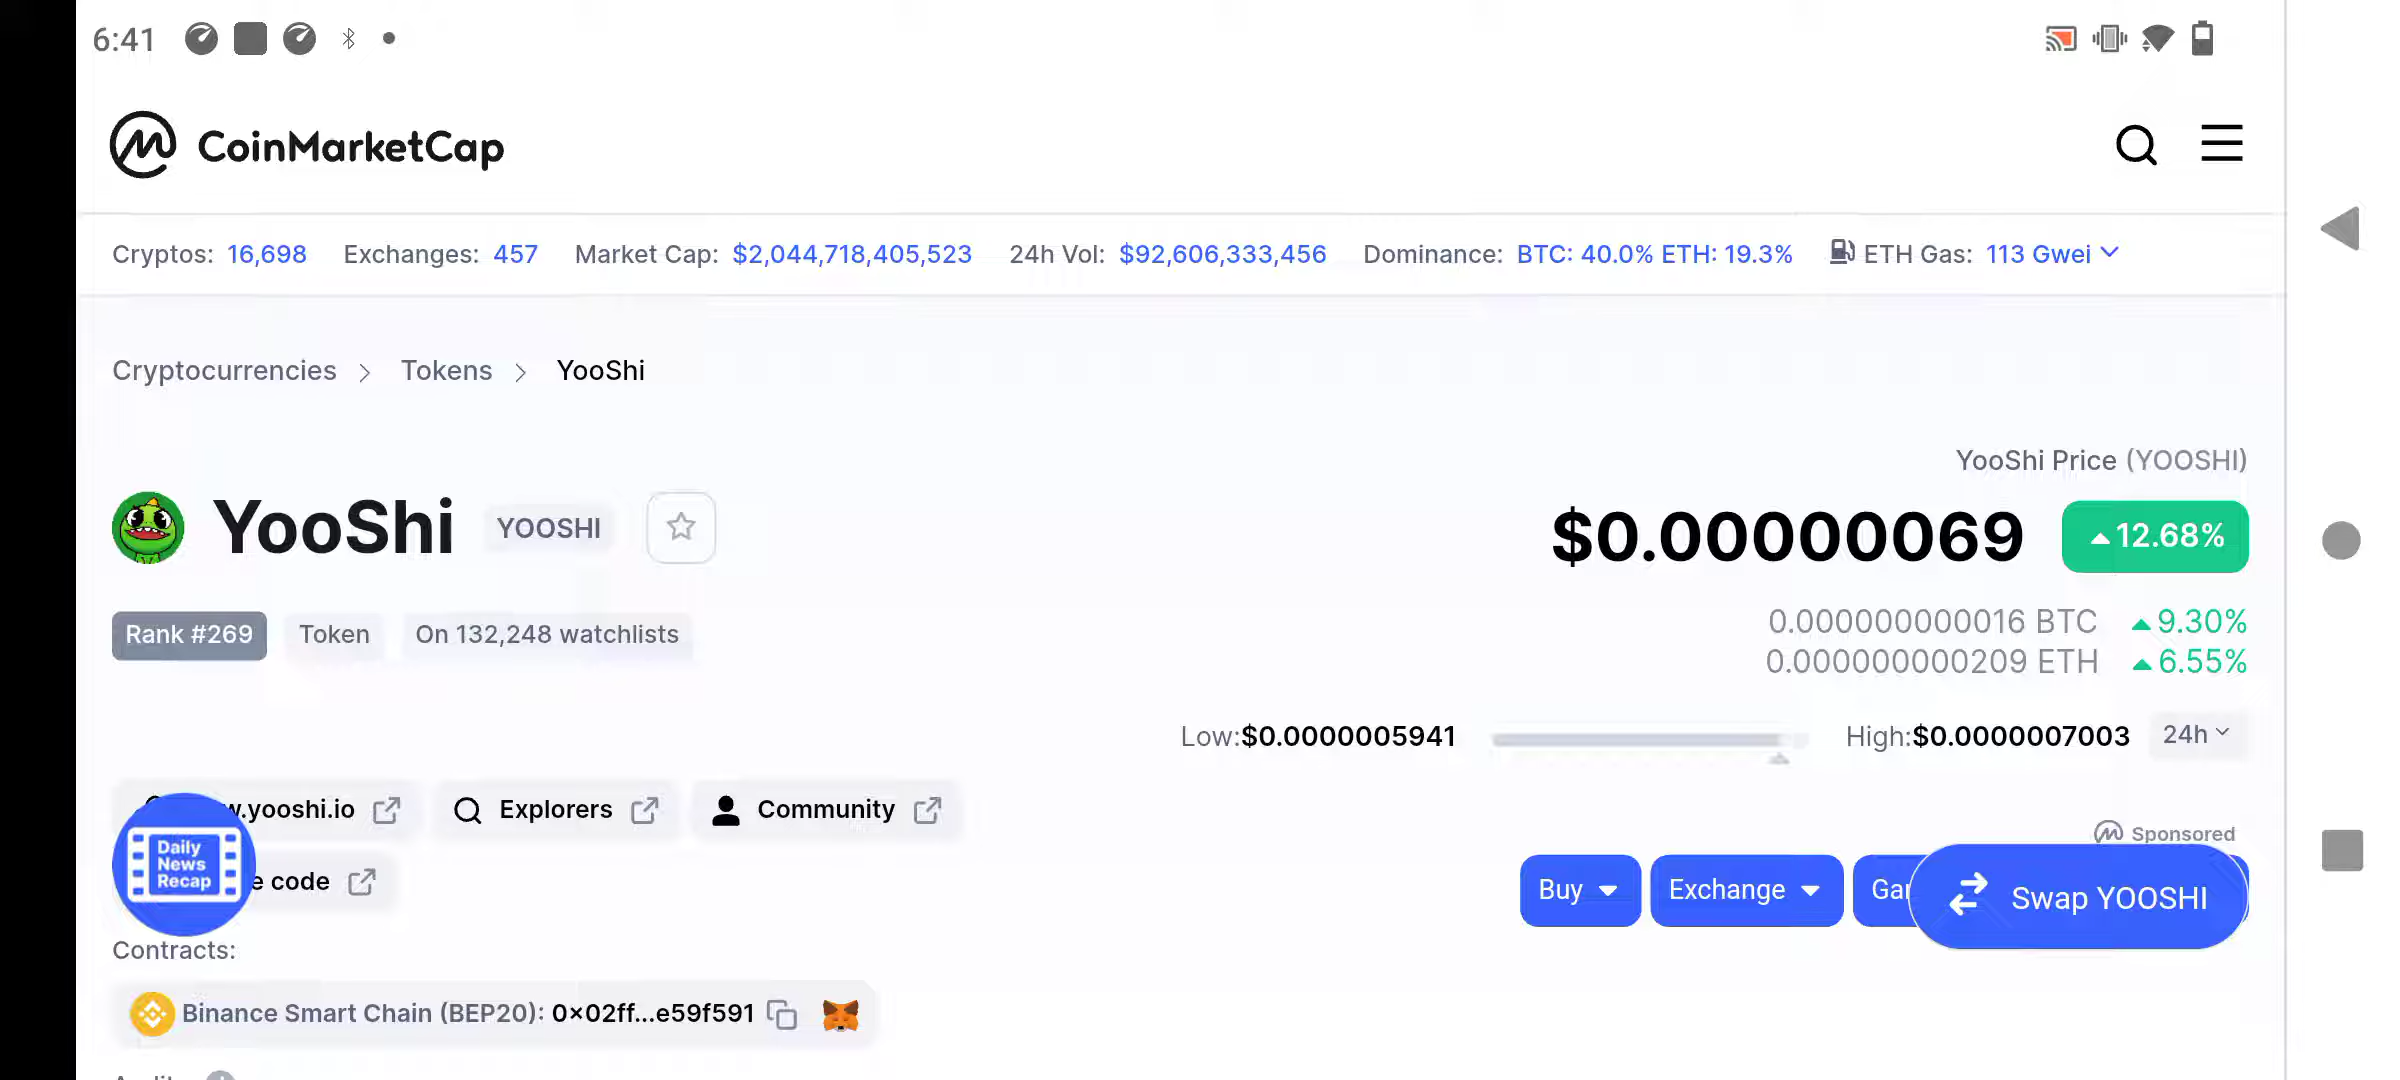 6:41
CoinMarketCap
Cryptos: 16,698 Exchanges: 457 Market Cap: $2,044,718,405,523 24h Vol: $92,606,333,456 Dominance: BTC: 40.0% ETH: 19.3% ETH Gas: 113 Gwei
Cryptocurrencies > Tokens > YooShi
YooShi Price (YOOSHI)
YooShi YOOSHI $0.00000069 12.68%
Rank #269 Token On 132,248 watchlists
0.000000000016 BTC 9.30%
0.000000000209 ETH 6.55%
Low:$0.0000005941 High:$0.0000007003 24h
.yooshi.io Explorers Community
Sponsored
Daily
News
Recap
code
Buy Exchange Swap YOOSHI
Contracts:
Binance Smart Chain (BEP20): 0x02ff...e59f591